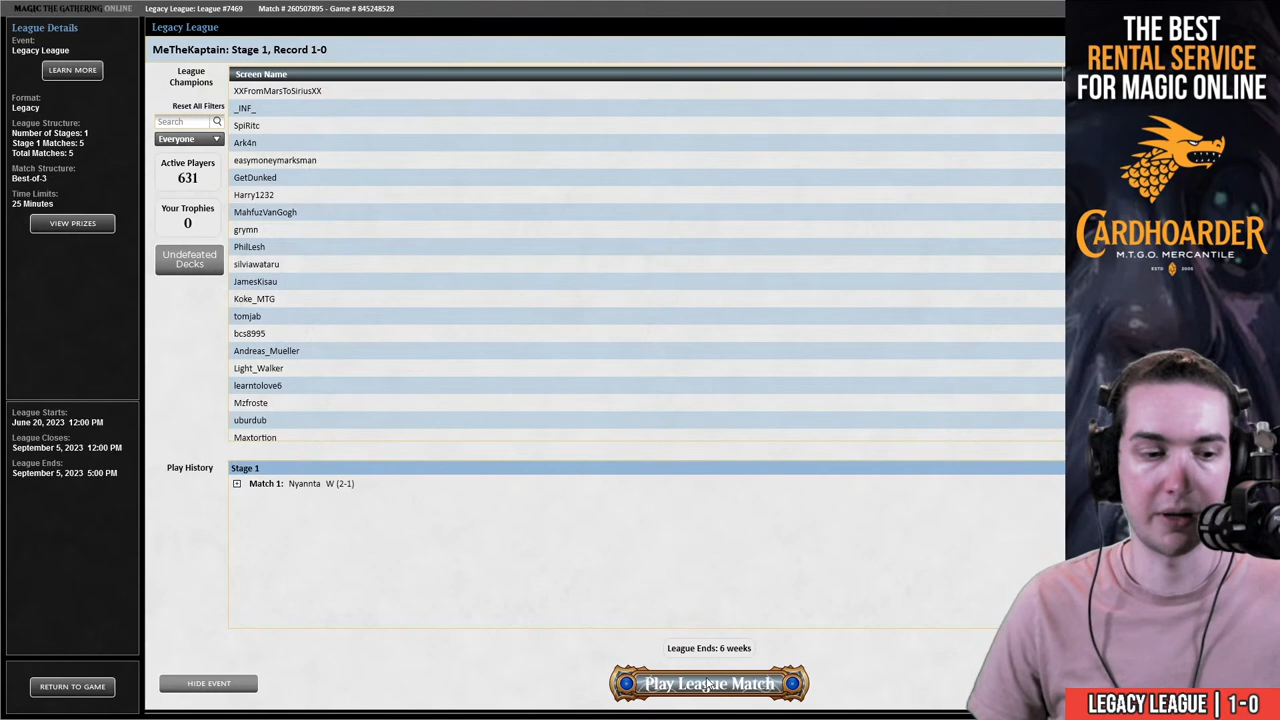 MAGIC THE GATHERING ONLINE
Legacy League: League #7469
Match # 260507895 - Game # 845248528
League Details
Event:
Legacy League
LEARN MORE
Format:
Legacy
League Structure:
Number of Stages: 1
Stage 1 Matches: 5
Total Matches: 5
Match Structure:
Best-of-3
Time Limits:
25 Minutes
VIEW PRIZES
League Starts:
June 20, 2023 12:00 PM
League Closes:
September 5, 2023 12:00 PM
League Ends:
September 5, 2023 5:00 PM
RETURN TO GAME
Legacy League
MeTheKaptain: Stage 1, Record 1-0
League
Champions
Reset All Filters
Search
Everyone
Active Players
631
Your Trophies
0
Undefeated
Decks
Screen Name
XXFromMarsToSiriusXX
_INF_
SpiRitc
Ark4n
easymoneymarksman
GetDunked
Harry1232
MahfuzVanGogh
grymn
PhilLesh
silviawataru
JamesKisau
Koke_MTG
tomjab
bcs8995
Andreas_Mueller
Light_Walker
learntolove6
Mzfroste
uburdub
Maxtortion
Play History
Stage 1
Match 1: Nyannta W (2-1)
League Ends: 6 weeks
HIDE EVENT
Play League Match
THE BEST
RENTAL SERVICE
FOR MAGIC ONLINE
CARDHOARDER
M.T.G.O. MERCANTILE
ESTD 2005
LEGACY LEAGUE | 1-0